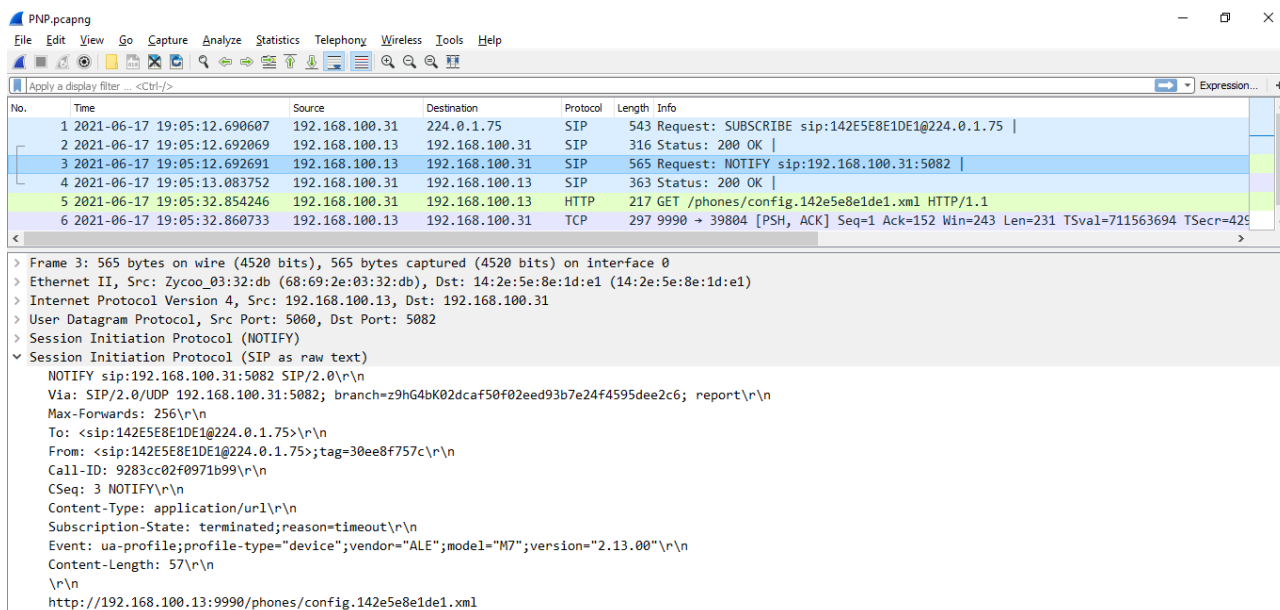 PNP.pcapng
File Edit View Go Capture Analyze Statistics Telephony Wireless Tools Help
Apply a display filter ... <Ctrl-/>
Expression...
No. Time Source Destination Protocol Length Info
1 2021-06-17 19:05:12.690607 192.168.100.31 224.0.1.75 SIP 543 Request: SUBSCRIBE sip:142E5E8E1DE1@224.0.1.75 |
2 2021-06-17 19:05:12.692069 192.168.100.13 192.168.100.31 SIP 316 Status: 200 OK |
3 2021-06-17 19:05:12.692691 192.168.100.13 192.168.100.31 SIP 565 Request: NOTIFY sip:192.168.100.31:5082 |
4 2021-06-17 19:05:13.083752 192.168.100.31 192.168.100.13 SIP 363 Status: 200 OK |
5 2021-06-17 19:05:32.854246 192.168.100.31 192.168.100.13 HTTP 217 GET /phones/config.142e5e8e1de1.xml HTTP/1.1
6 2021-06-17 19:05:32.860733 192.168.100.13 192.168.100.31 TCP 297 9990 → 39804 [PSH, ACK] Seq=1 Ack=152 Win=243 Len=231 TSval=711563694 TSecr=429
Frame 3: 565 bytes on wire (4520 bits), 565 bytes captured (4520 bits) on interface 0
Ethernet II, Src: Zycoo_03:32:db (68:69:2e:03:32:db), Dst: 14:2e:5e:8e:1d:e1 (14:2e:5e:8e:1d:e1)
Internet Protocol Version 4, Src: 192.168.100.13, Dst: 192.168.100.31
User Datagram Protocol, Src Port: 5060, Dst Port: 5082
Session Initiation Protocol (NOTIFY)
Session Initiation Protocol (SIP as raw text)
NOTIFY sip:192.168.100.31:5082 SIP/2.0\r\n
Via: SIP/2.0/UDP 192.168.100.31:5082; branch=z9hG4bK02dcaf50f02eed93b7e24f4595dee2c6; report\r\n
Max-Forwards: 256\r\n
To: <sip:142E5E8E1DE1@224.0.1.75>\r\n
From: <sip:142E5E8E1DE1@224.0.1.75>;tag=30ee8f757c\r\n
Call-ID: 9283cc02f0971b99\r\n
CSeq: 3 NOTIFY\r\n
Content-Type: application/url\r\n
Subscription-State: terminated;reason=timeout\r\n
Event: ua-profile;profile-type="device";vendor="ALE";model="M7";version="2.13.00"\r\n
Content-Length: 57\r\n
\r\n
http://192.168.100.13:9990/phones/config.142e5e8e1de1.xml